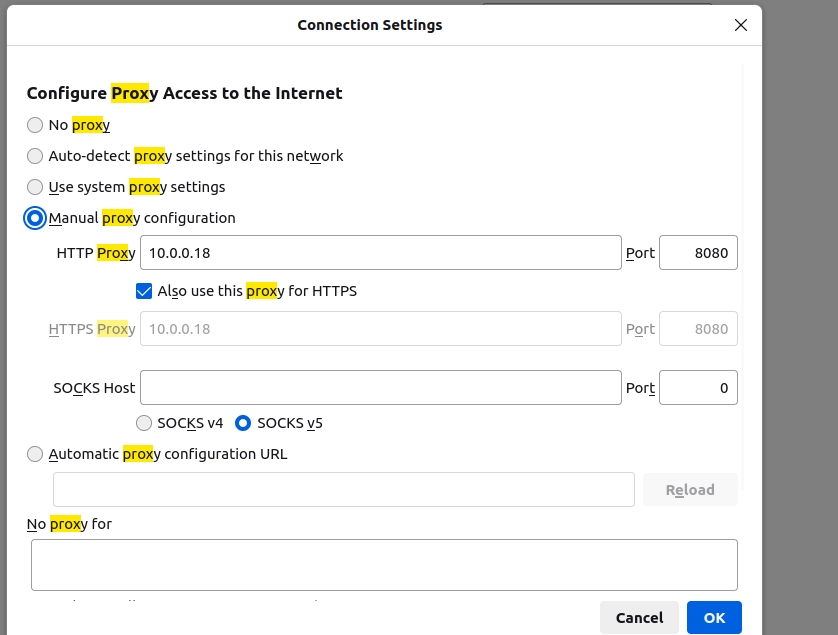 Connection Settings
Configure Proxy Access to the Internet
No proxy
Auto-detect proxy settings for this network
Use system proxy settings
Manual proxy configuration
HTTP Proxy 10.0.0.18 Port 8080
Also use this proxy for HTTPS
HTTPS Proxy 10.0.0.18 Port 8080
SOCKS Host Port 0
SOCKS v4 SOCKS v5
Automatic proxy configuration URL
Reload
No proxy for
Cancel OK